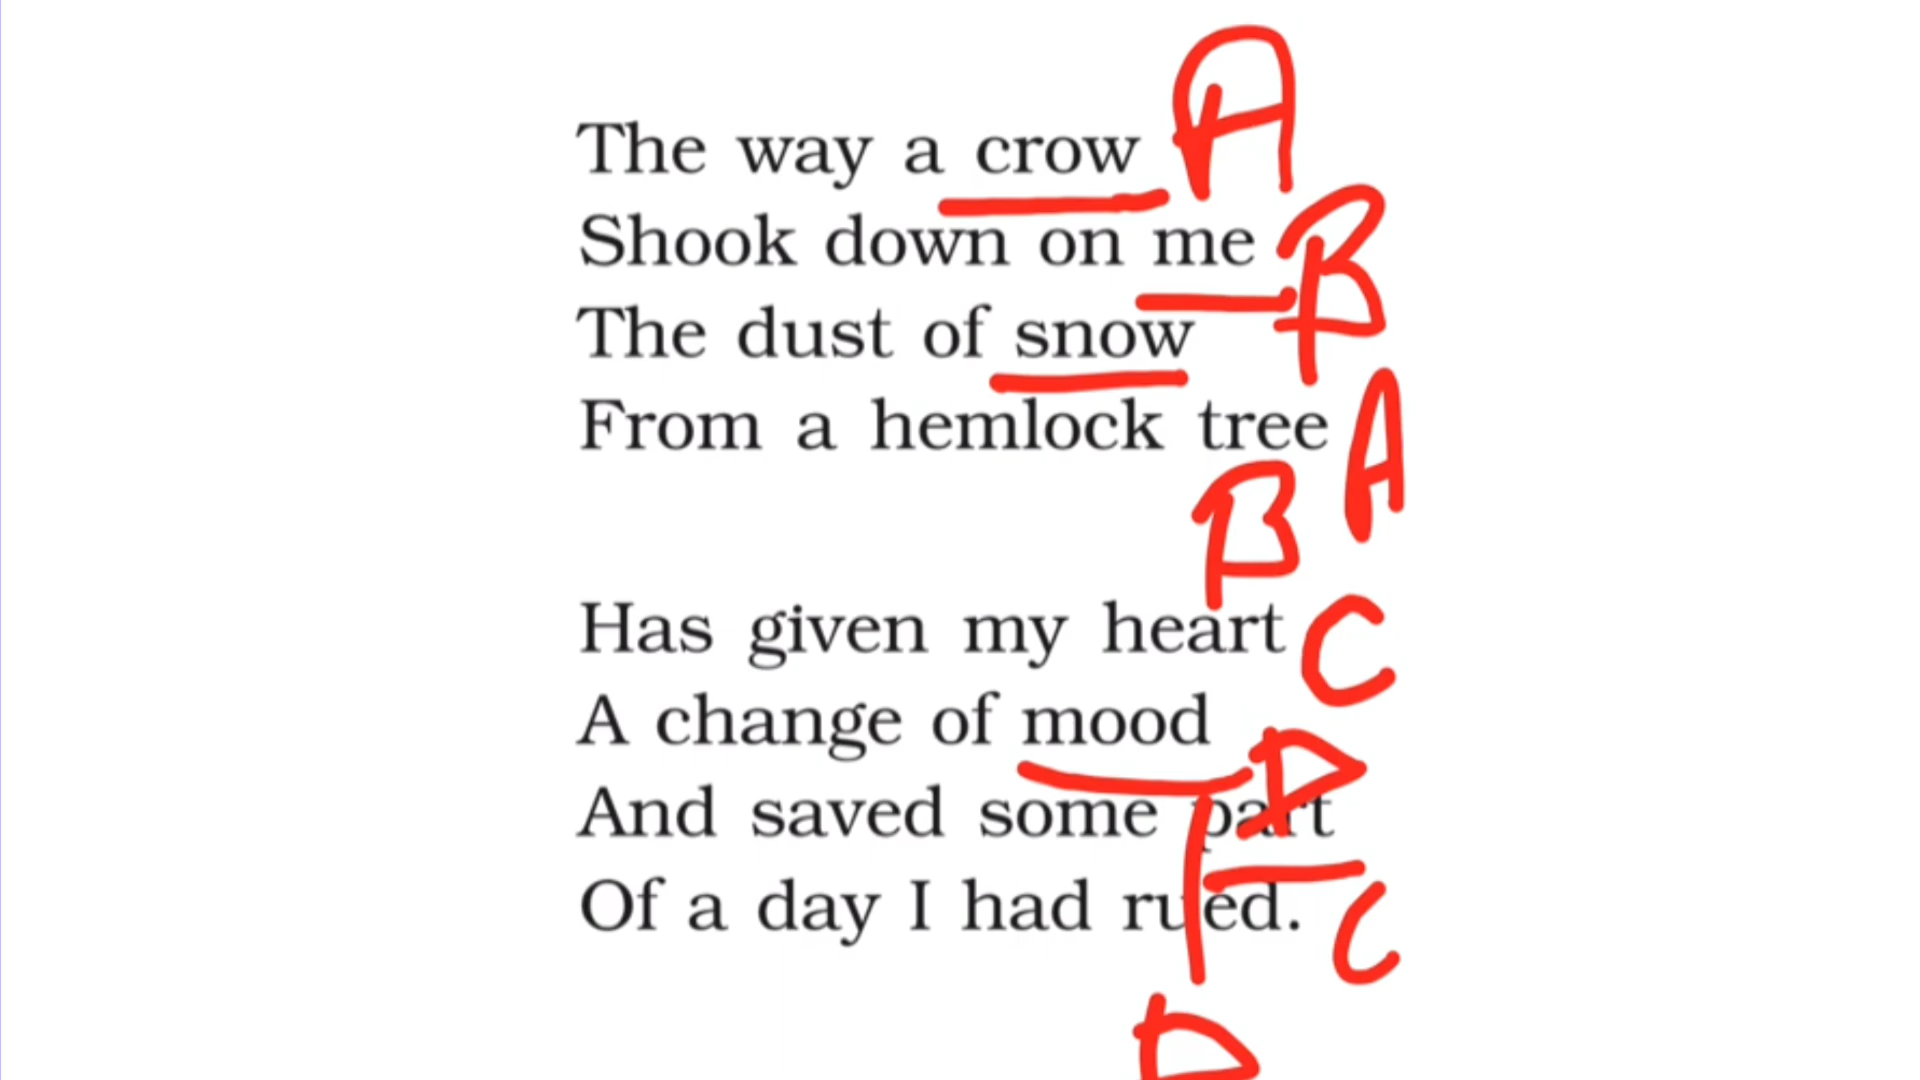 The way a crow A
Shook down on me B
The dust of snow
From a hemlock tree A
B
Has given my heart C
A change of mood D
And saved some part
Of a day I had rued. C
D